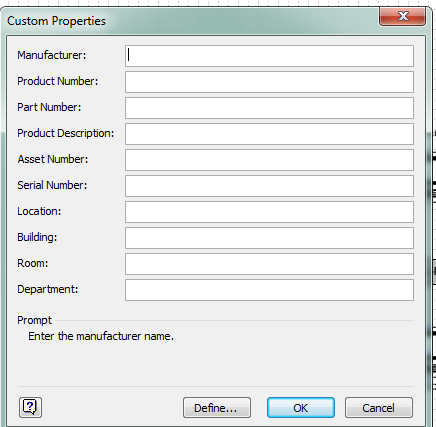 Custom Properties
Manufacturer:
Product Number:
Part Number:
Product Description:
Asset Number:
Serial Number:
Location:
Building:
Room:
Department:
Prompt
Enter the manufacturer name.
Define... OK Cancel